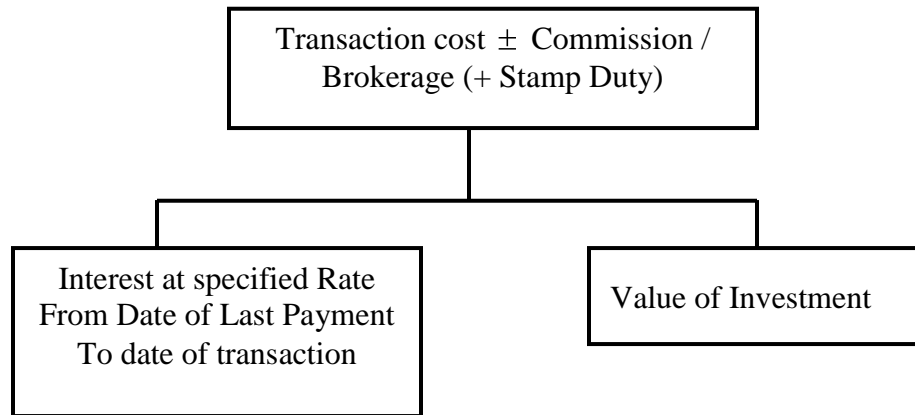 Transaction cost ± Commission /
Brokerage (+ Stamp Duty)
Interest at specified Rate
From Date of Last Payment
To date of transaction
Value of Investment